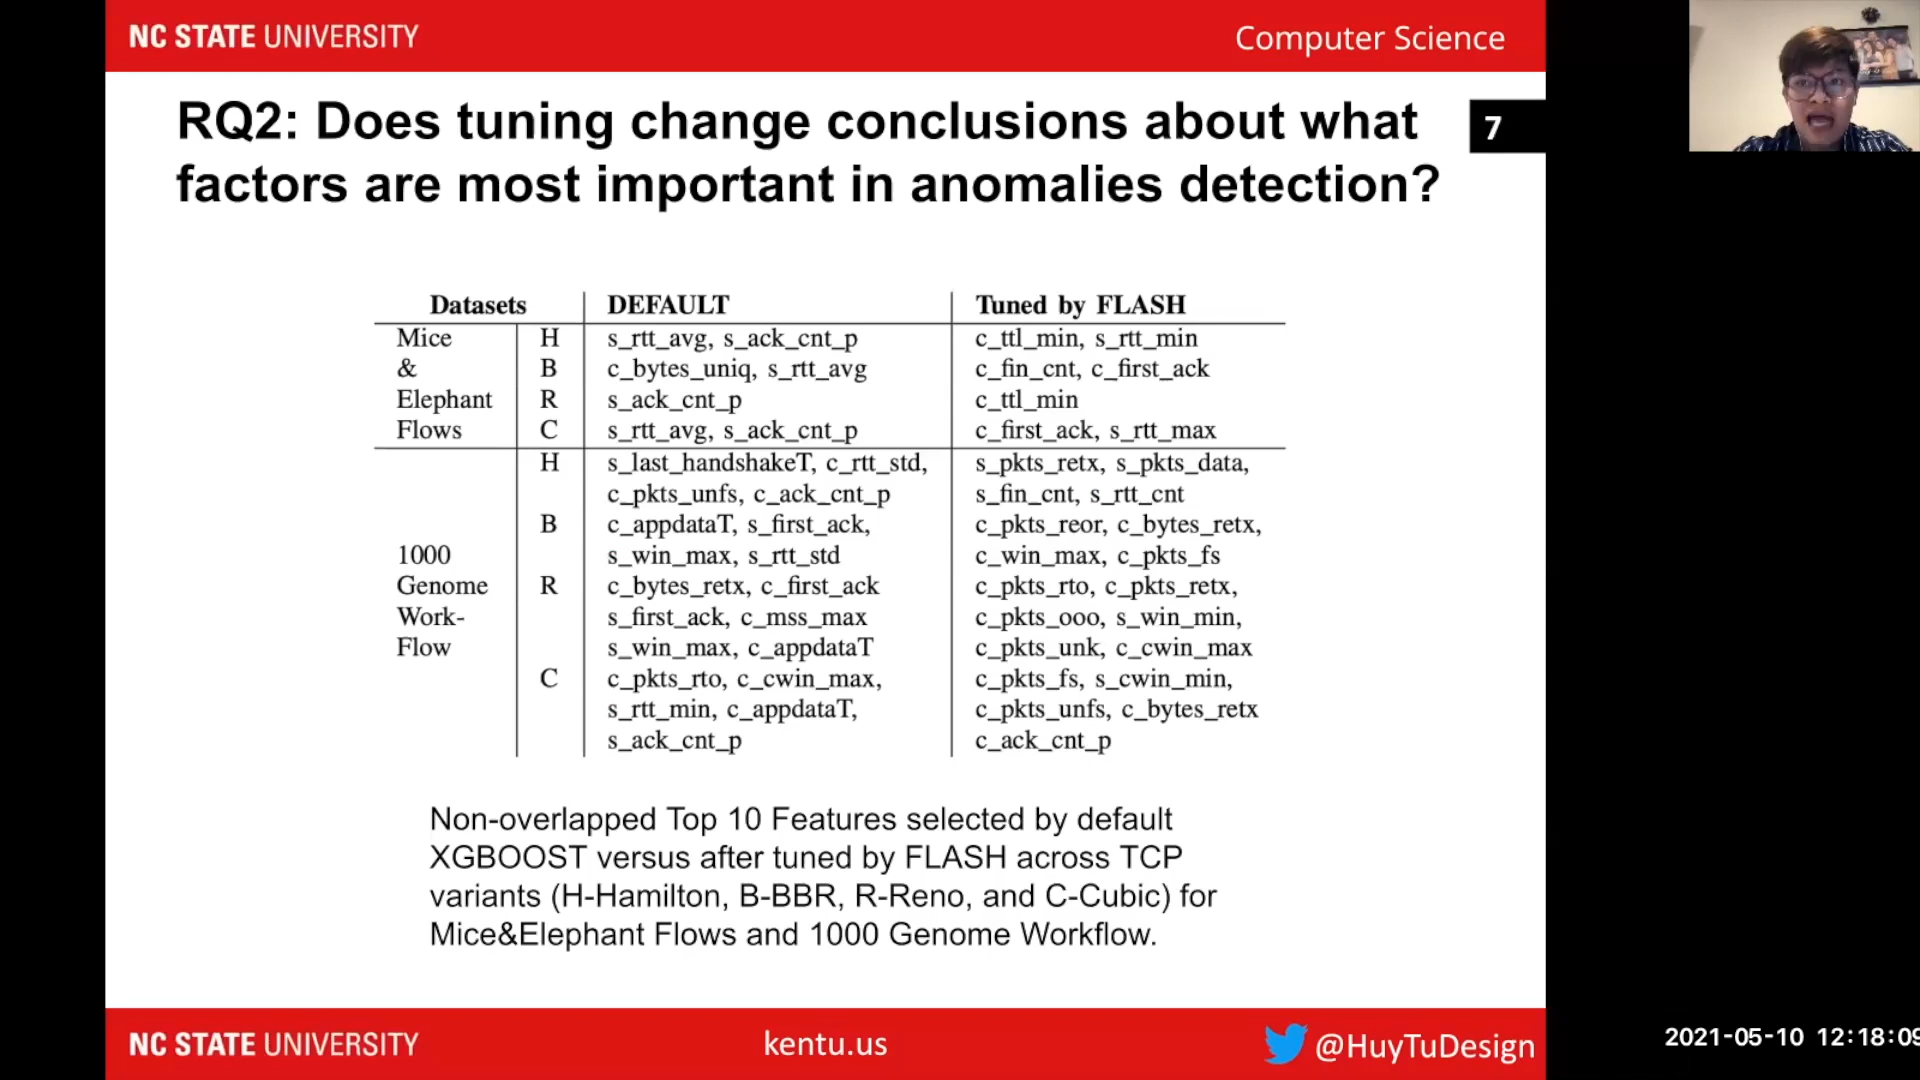 NC STATE UNIVERSITY
Computer Science
RQ2: Does tuning change conclusions about what
factors are most important in anomalies detection?
7
Datasets DEFAULT Tuned by FLASH
Mice H s_rtt_avg, s_ack_cnt_p c_ttl_min, s_rtt_min
& B c_bytes_uniq, s_rtt_avg c_fin_cnt, c_first_ack
Elephant R s_ack_cnt_p c_ttl_min
Flows C s_rtt_avg, s_ack_cnt_p c_first_ack, s_rtt_max
H s_last_handshakeT, c_rtt_std, s_pkts_retx, s_pkts_data,
c_pkts_unfs, c_ack_cnt_p s_fin_cnt, s_rtt_cnt
B c_appdataT, s_first_ack, c_pkts_reor, c_bytes_retx,
1000 s_win_max, s_rtt_std c_win_max, c_pkts_fs
Genome R c_bytes_retx, c_first_ack c_pkts_rto, c_pkts_retx,
Work- s_first_ack, c_mss_max c_pkts_ooo, s_win_min,
Flow s_win_max, c_appdataT c_pkts_unk, c_cwin_max
C c_pkts_rto, c_cwin_max, c_pkts_fs, s_cwin_min,
s_rtt_min, c_appdataT, c_pkts_unfs, c_bytes_retx
s_ack_cnt_p c_ack_cnt_p
Non-overlapped Top 10 Features selected by default
XGBOOST versus after tuned by FLASH across TCP
variants (H-Hamilton, B-BBR, R-Reno, and C-Cubic) for
Mice&Elephant Flows and 1000 Genome Workflow.
NC STATE UNIVERSITY
kentu.us
@HuyTuDesign
2021-05-10 12:18:09